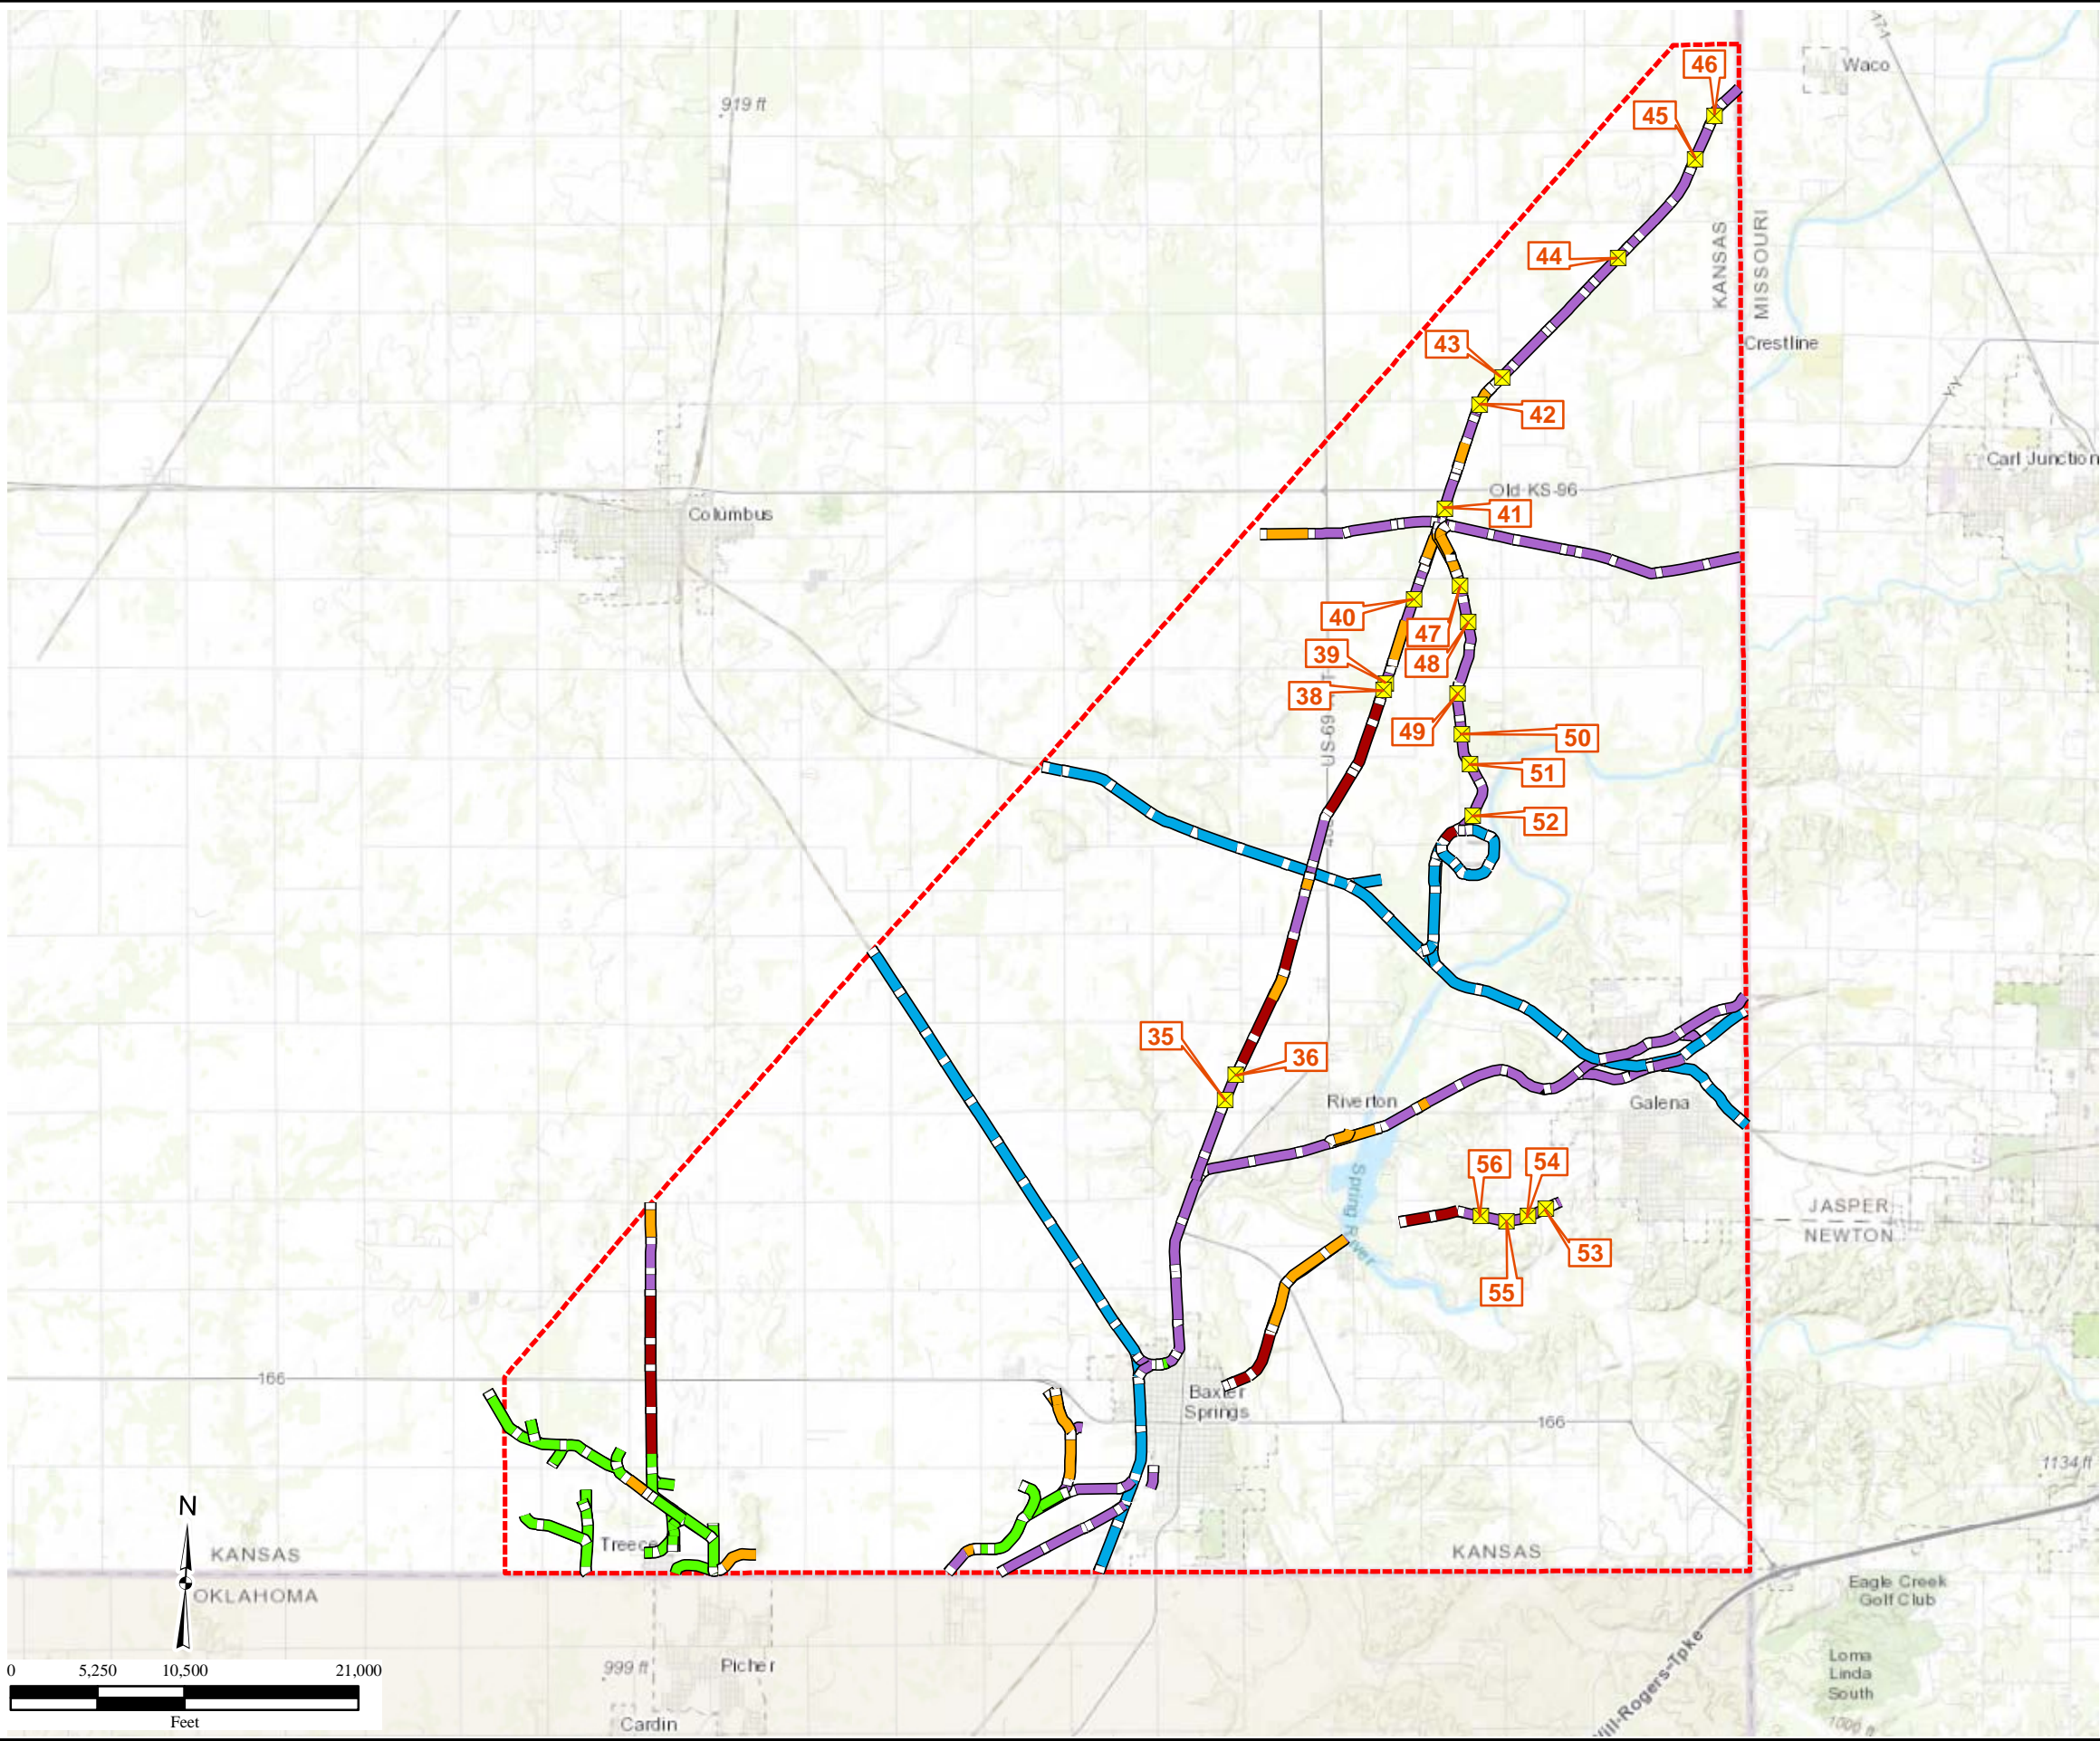 46
Waco
919 ft
45
KANSAS
MISSOURI
44
43
Crestline
42
Y-Y
Carl Junction
Old KS-96
Columbus
41
40
47
39
48
38
US-69
49
50
51
52
35
36
Riverton
Galena
Spring River
56
54
JASPER
NEWTON
53
55
166
Baxter
Springs
166
1134 ft
N
Treece
KANSAS
KANSAS
OKLAHOMA
Eagle Creek
Golf Club
0
5,250
10,500
21,000
Feet
999 ft
Picher
Loma
Linda
South
Will-Rogers-Tpke
Cardin
1000 ft